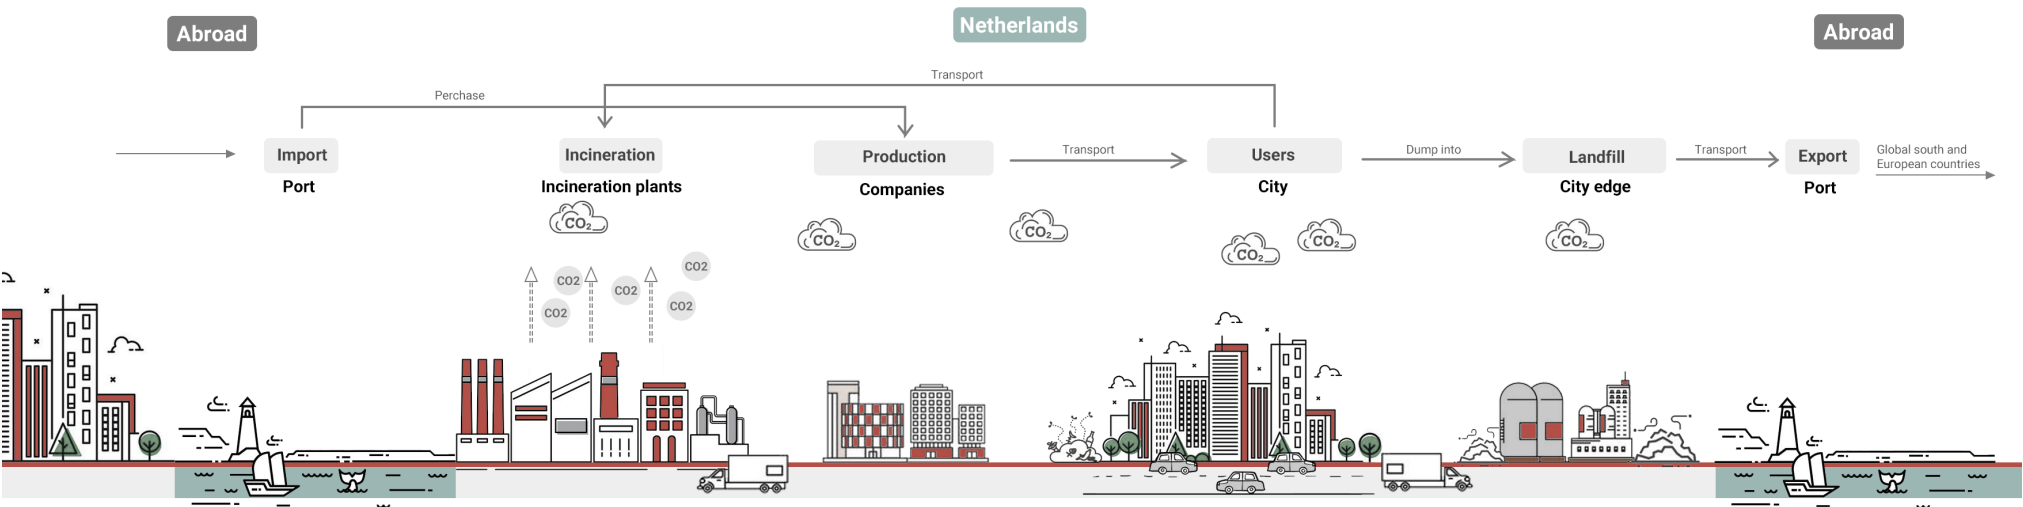 Abroad
Netherlands
Abroad
Transport
Perchase
Import
Port
Incineration
Incineration plants
Production
Companies
Transport
Users
City
Dump into
Landfill
City edge
Transport
Export
Port
Global south and
European countries
CO₂
CO₂
CO₂
CO₂
CO₂
CO₂
CO2
CO2
CO2
CO2
CO2